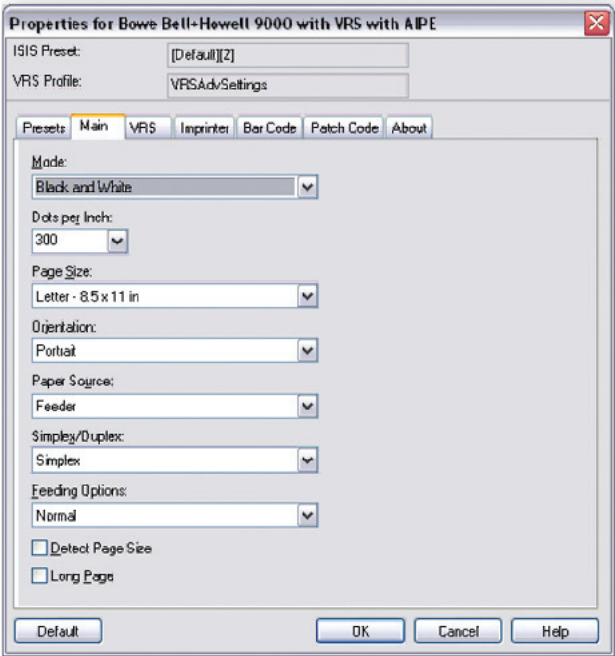 Properties for Bowe Bell+Howell 9000 with VRS with AIPE
ISIS Preset: [Default][2]
VRS Profile: VRSAdvSettings
Presets Main VRS Imprinter Bar Code Patch Code About
Mode:
Black and White
Dots per Inch:
300
Page Size:
Letter - 8.5 x 11 in
Orientation:
Portrait
Paper Source:
Feeder
Simplex/Duplex:
Simplex
Feeding Options:
Normal
Detect Page Size
Long Page
Default OK Cancel Help